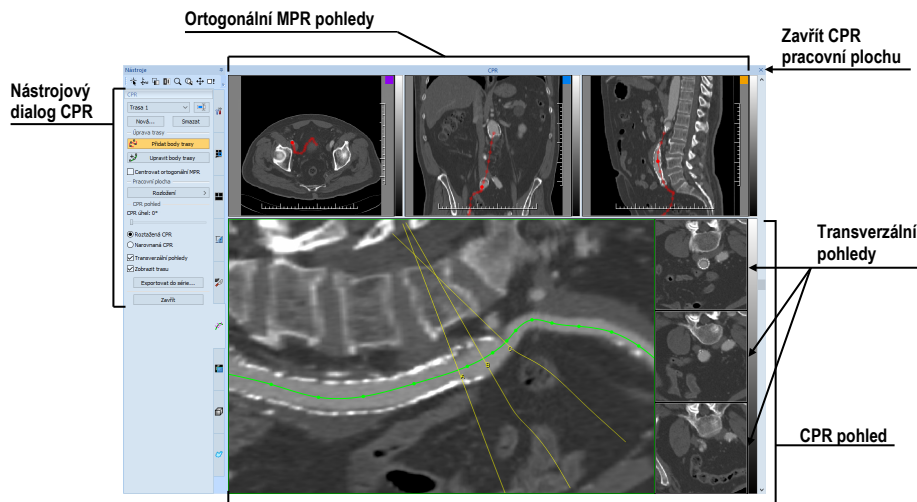 Ortogonální MPR pohledy
Zavřít CPR
pracovní plochu
Nástrojový
dialog CPR
Nástroje
CPR
CPR
Trasa 1
Nová...
Smazat
Úprava trasy
Přidat body trasy
Upravit body trasy
Centrovat ortogonální MPR
Pracovní plocha
Rozložení
CPR pohled
CPR úhel: 0°
Roztažená CPR
Narovnaná CPR
Transverzální pohledy
Zobrazit trasu
Exportovat do série...
Zavřít
Transverzální
pohledy
CPR pohled